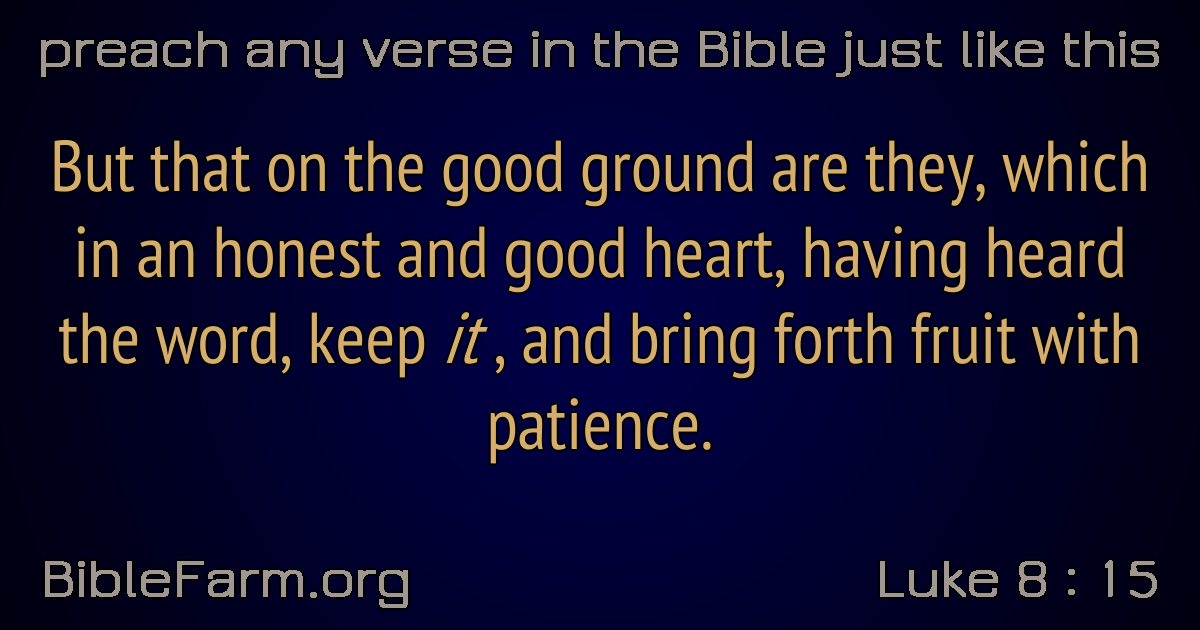 preach any verse in the Bible just like this
But that on the good ground are they, which
in an honest and good heart, having heard
the word, keep it , and bring forth fruit with
patience.
BibleFarm.org
Luke 8 : 15